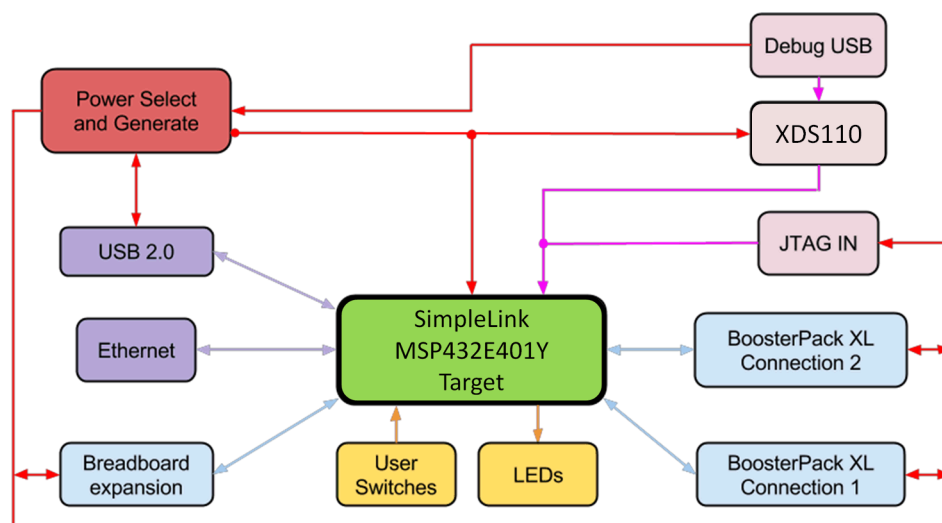 Debug USB
Power Select
and Generate
XDS110
USB 2.0
JTAG IN
SimpleLink
MSP432E401Y
Target
Ethernet
BoosterPack XL
Connection 2
Breadboard
expansion
User
Switches
LEDs
BoosterPack XL
Connection 1